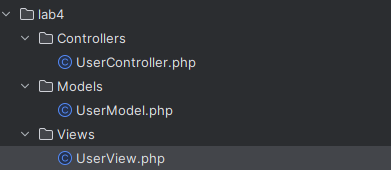 lab4
Controllers
UserController.php
Models
UserModel.php
Views
UserView.php